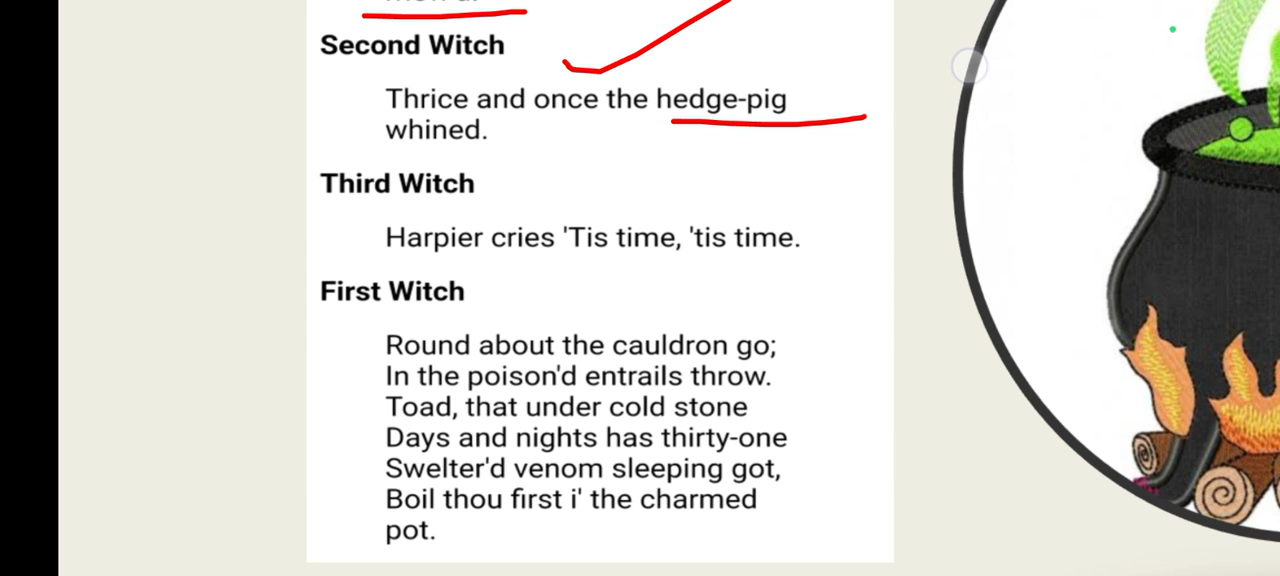 Second Witch
Thrice and once the hedge-pig
whined.
Third Witch
Harpier cries 'Tis time, 'tis time.
First Witch
Round about the cauldron go;
In the poison'd entrails throw.
Toad, that under cold stone
Days and nights has thirty-one
Swelter'd venom sleeping got,
Boil thou first i' the charmed
pot.